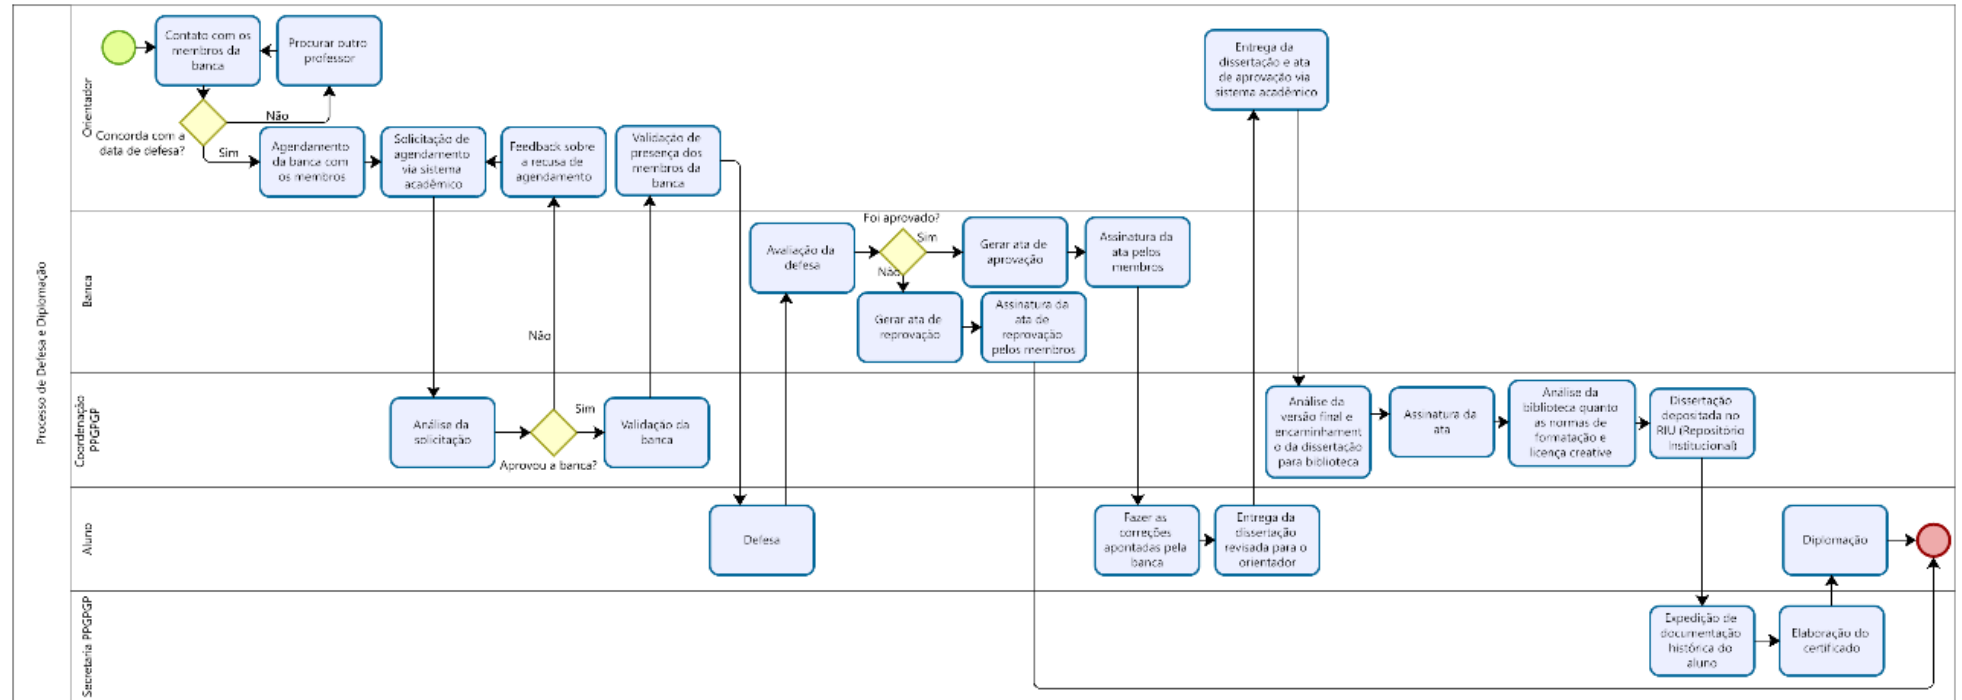 Processo de Defesa e Diplomação
Orientador
Contato com os
membros da
banca
Procurar outro
professor
Concorda com a
data de defesa?
Não
Sim
Agendamento
da banca com
os membros
Solicitação de
agendamento
via sistema
acadêmico
Feedback sobre
a recusa de
agendamento
Validação de
presença dos
membros da
banca
Entrega da
dissertação e ata
de aprovação via
sistema acadêmico
Banca
Avaliação da
defesa
Foi aprovado?
Sim
Não
Gerar ata de
aprovação
Assinatura da
ata pelos
membros
Gerar ata de
reprovação
Assinatura da
ata de
reprovação
pelos membros
Coordenação
PPGPGP
Análise da
solicitação
Não
Sim
Aprovou a banca?
Validação da
banca
Análise da
versão final e
encaminhament
o da dissertação
para biblioteca
Assinatura da
ata
Análise da
biblioteca quanto
as normas de
formatação e
licença creative
Dissertação
depositada no
RIU (Repositório
Institucional)
Aluno
Defesa
Fazer as
correções
apontadas pela
banca
Entrega da
dissertação
revisada para o
orientador
Diplomação
Secretaria PPGPGP
Expedição de
documentação
histórica do
aluno
Elaboração do
certificado